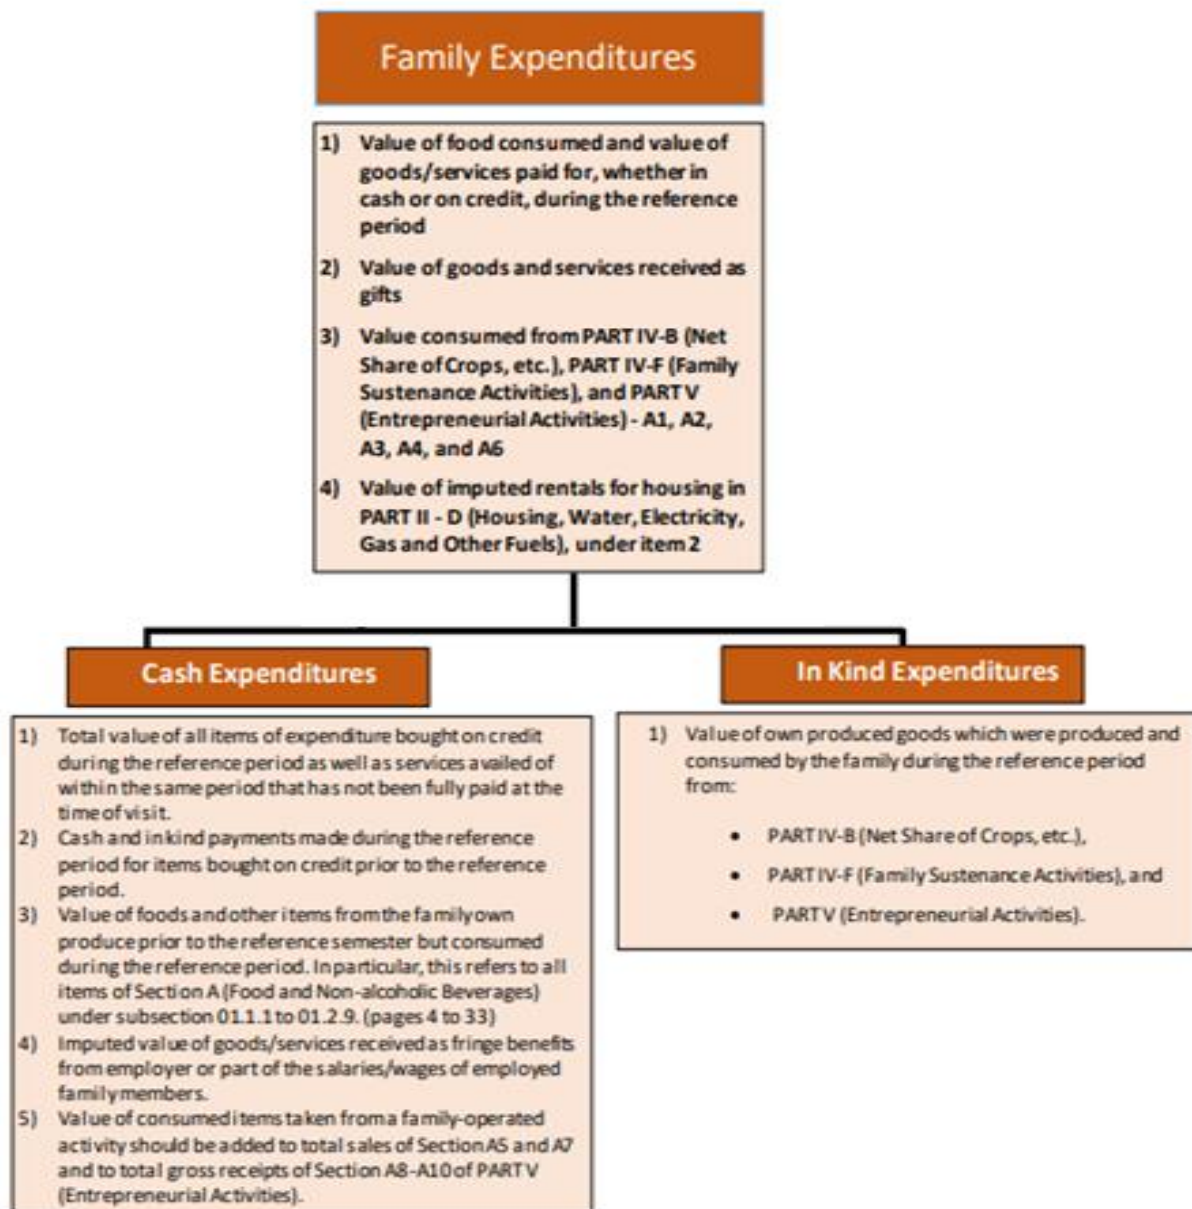 Family Expenditures
1) Value of food consumed and value of
goods/services paid for, whether in
cash or on credit, during the reference
period
2) Value of goods and services received as
gifts
3) Value consumed from PART IV-B (Net
Share of Crops, etc.), PART IV-F (Family
Sustenance Activities), and PART V
(Entrepreneurial Activities) - A1, A2,
A3, A4, and A6
4) Value of imputed rentals for housing in
PART II - D (Housing, Water, Electricity,
Gas and Other Fuels), under item 2
Cash Expenditures
1) Total value of all items of expenditure bought on credit
during the reference period as well as services availed of
within the same period that has not been fully paid at the
time of visit.
2) Cash and in kind payments made during the reference
period for items bought on credit prior to the reference
period.
3) Value of foods and other items from the family own
produce prior to the reference semester but consumed
during the reference period. In particular, this refers to all
items of Section A (Food and Non-alcoholic Beverages)
under subsection 01.1.1 to 01.2.9. (pages 4 to 33)
4) Imputed value of goods/services received as fringe benefits
from employer or part of the salaries/wages of employed
family members.
5) Value of consumed items taken from a family-operated
activity should be added to total sales of Section A5 and A7
and to total gross receipts of Section A8-A10 of PART V
(Entrepreneurial Activities).
In Kind Expenditures
1) Value of own produced goods which were produced and
consumed by the family during the reference period
from:
• PART IV-B (Net Share of Crops, etc.),
• PART IV-F (Family Sustenance Activities), and
• PART V (Entrepreneurial Activities).